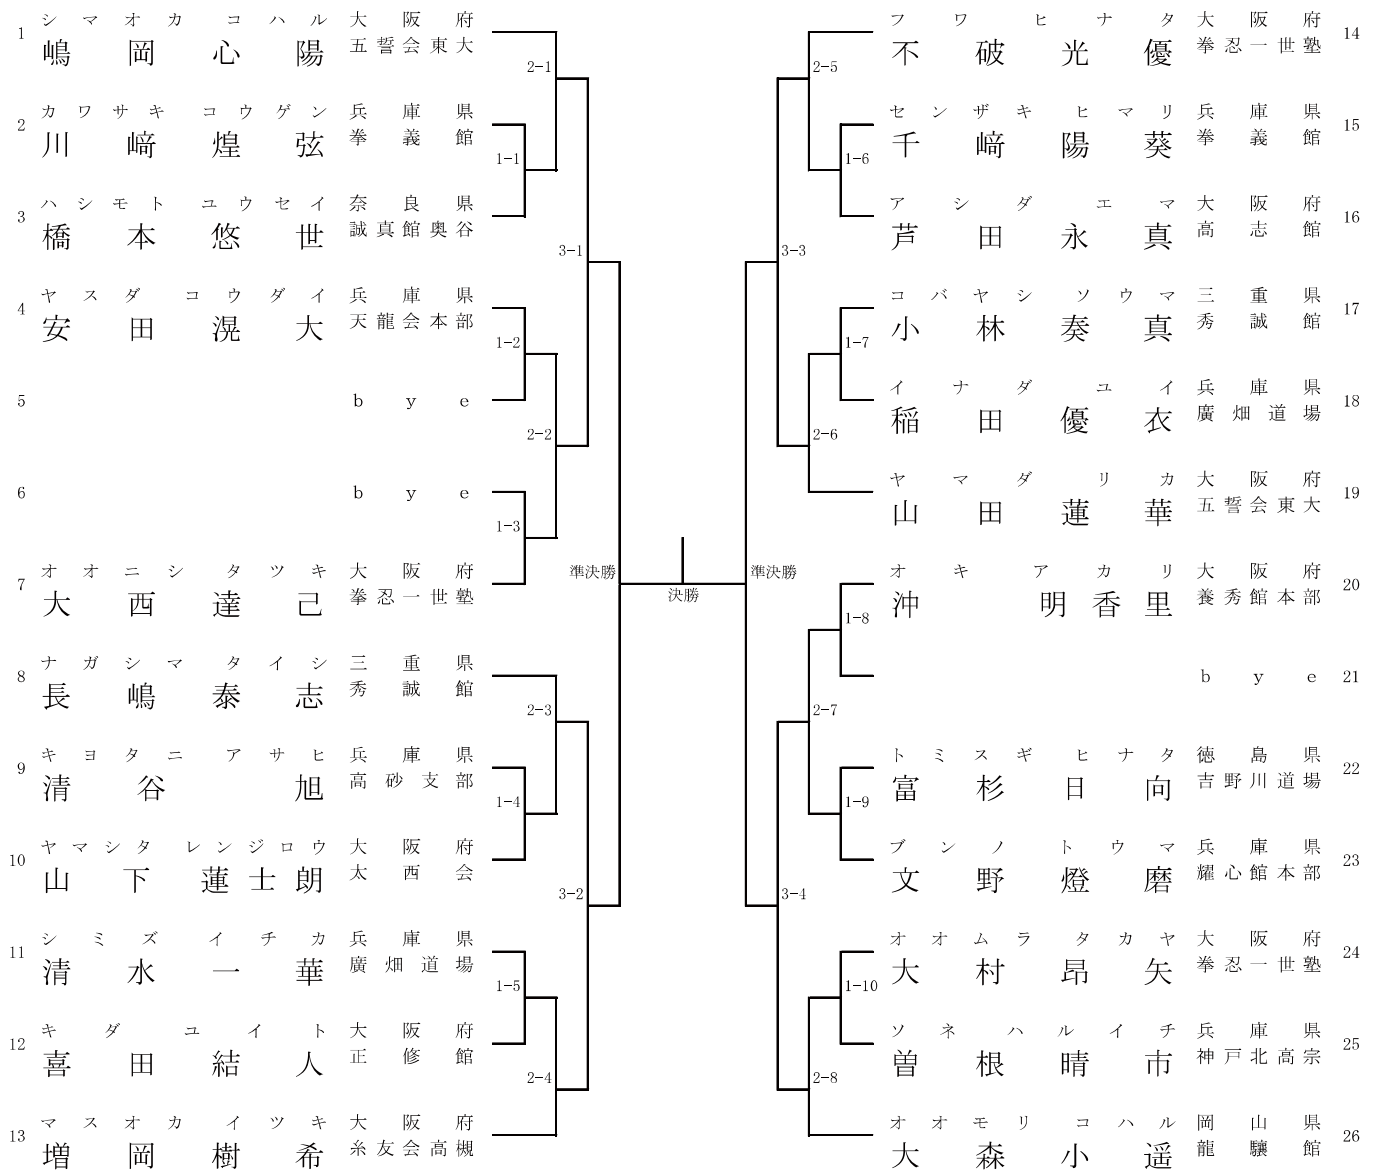 シマオカ コハル 大阪府
1 嶋岡心陽 五誓会東大
カワサキ コウゲン 兵庫県
2 川﨑煌弦 拳義館
ハシモト ユウセイ 奈良県
3 橋本悠世 誠真館奥谷
ヤスダ コウダイ 兵庫県
4 安田滉大 天龍会本部
5 bye
6 bye
オオニシ タツキ 大阪府
7 大西達己 拳忍一世塾
ナガシマ タイシ 三重県
8 長嶋泰志 秀誠館
キヨタニ アサヒ 兵庫県
9 清谷旭 高砂支部
ヤマシタ レンジロウ 大阪府
10 山下蓮士朗 太西会
シミズ イチカ 兵庫県
11 清水一華 廣畑道場
キダ ユイト 大阪府
12 喜田結人 正修館
マスオカ イツキ 大阪府
13 増岡樹希 糸友会高槻
2-1
1-1
3-1
1-2
2-2
1-3
準決勝
2-3
1-4
3-2
1-5
2-4
決勝
2-5
1-6
3-3
1-7
2-6
準決勝
1-8
2-7
1-9
3-4
1-10
2-8
フワ ヒナタ 大阪府
不破光優 拳忍一世塾 14
センザキ ヒマリ 兵庫県
千﨑陽葵 拳義館 15
アシダ エマ 大阪府
芦田永真 高志館 16
コバヤシ ソウマ 三重県
小林奏真 秀誠館 17
イナダ ユイ 兵庫県
稲田優衣 廣畑道場 18
ヤマダ リカ 大阪府
山田蓮華 五誓会東大 19
オキ アカリ 大阪府
沖明香里 養秀館本部 20
bye 21
トミスギ ヒナタ 徳島県
富杉日向 吉野川道場 22
ブンノ トウマ 兵庫県
文野燈磨 耀心館本部 23
オオムラ タカヤ 大阪府
大村昂矢 拳忍一世塾 24
ソネ ハルイチ 兵庫県
曽根晴市 神戸北高宗 25
オオモリ コハル 岡山県
大森小遥 龍驤館 26